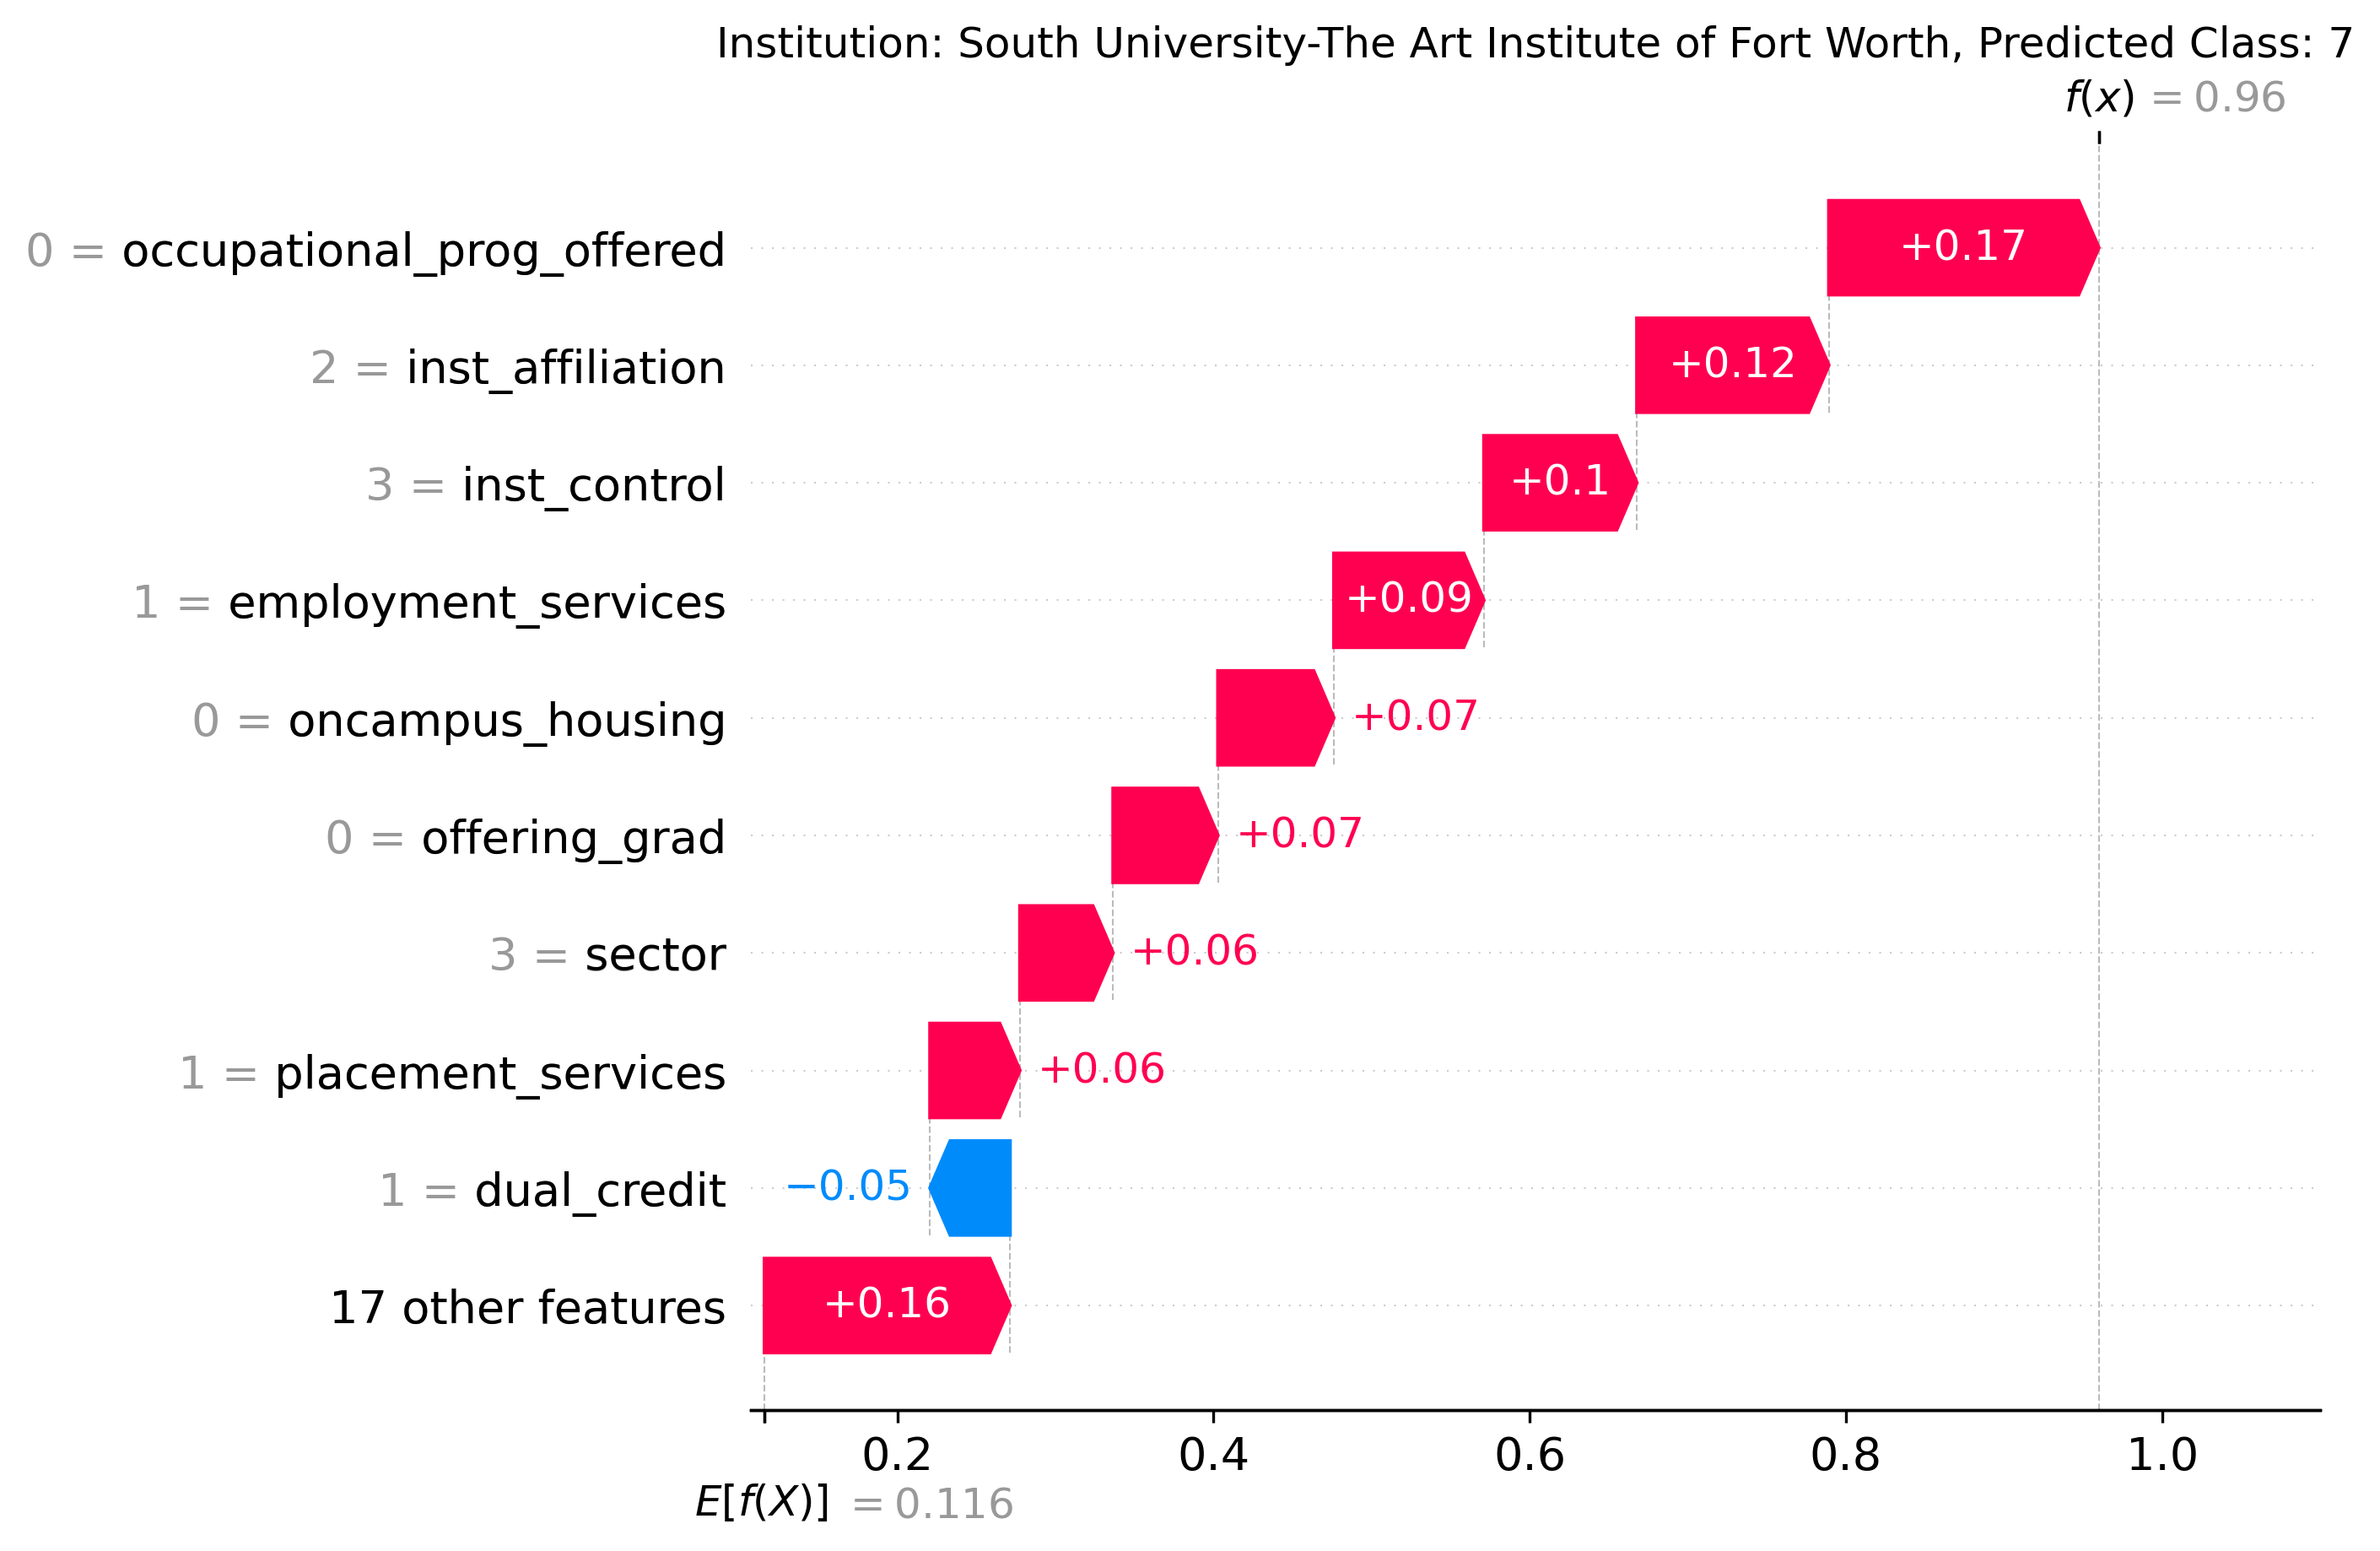 Institution: South University-The Art Institute of Fort Worth, Predicted Class: 7
f(x) = 0.96
0 = occupational_prog_offered +0.17
2 = inst_affiliation +0.12
3 = inst_control +0.1
1 = employment_services +0.09
0 = oncampus_housing +0.07
0 = offering_grad +0.07
3 = sector +0.06
1 = placement_services +0.06
1 = dual_credit −0.05
17 other features +0.16
0.2 0.4 0.6 0.8 1.0
E[f(X)] = 0.116